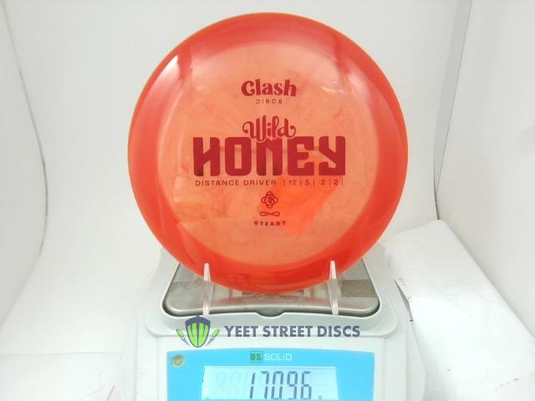 Clash
DISCS
Wild
HONEY
DISTANCE DRIVER | 12 | 5 | -2 | 2 |
STEADY
YEET STREET DISCS
US SOLID
170.96 g